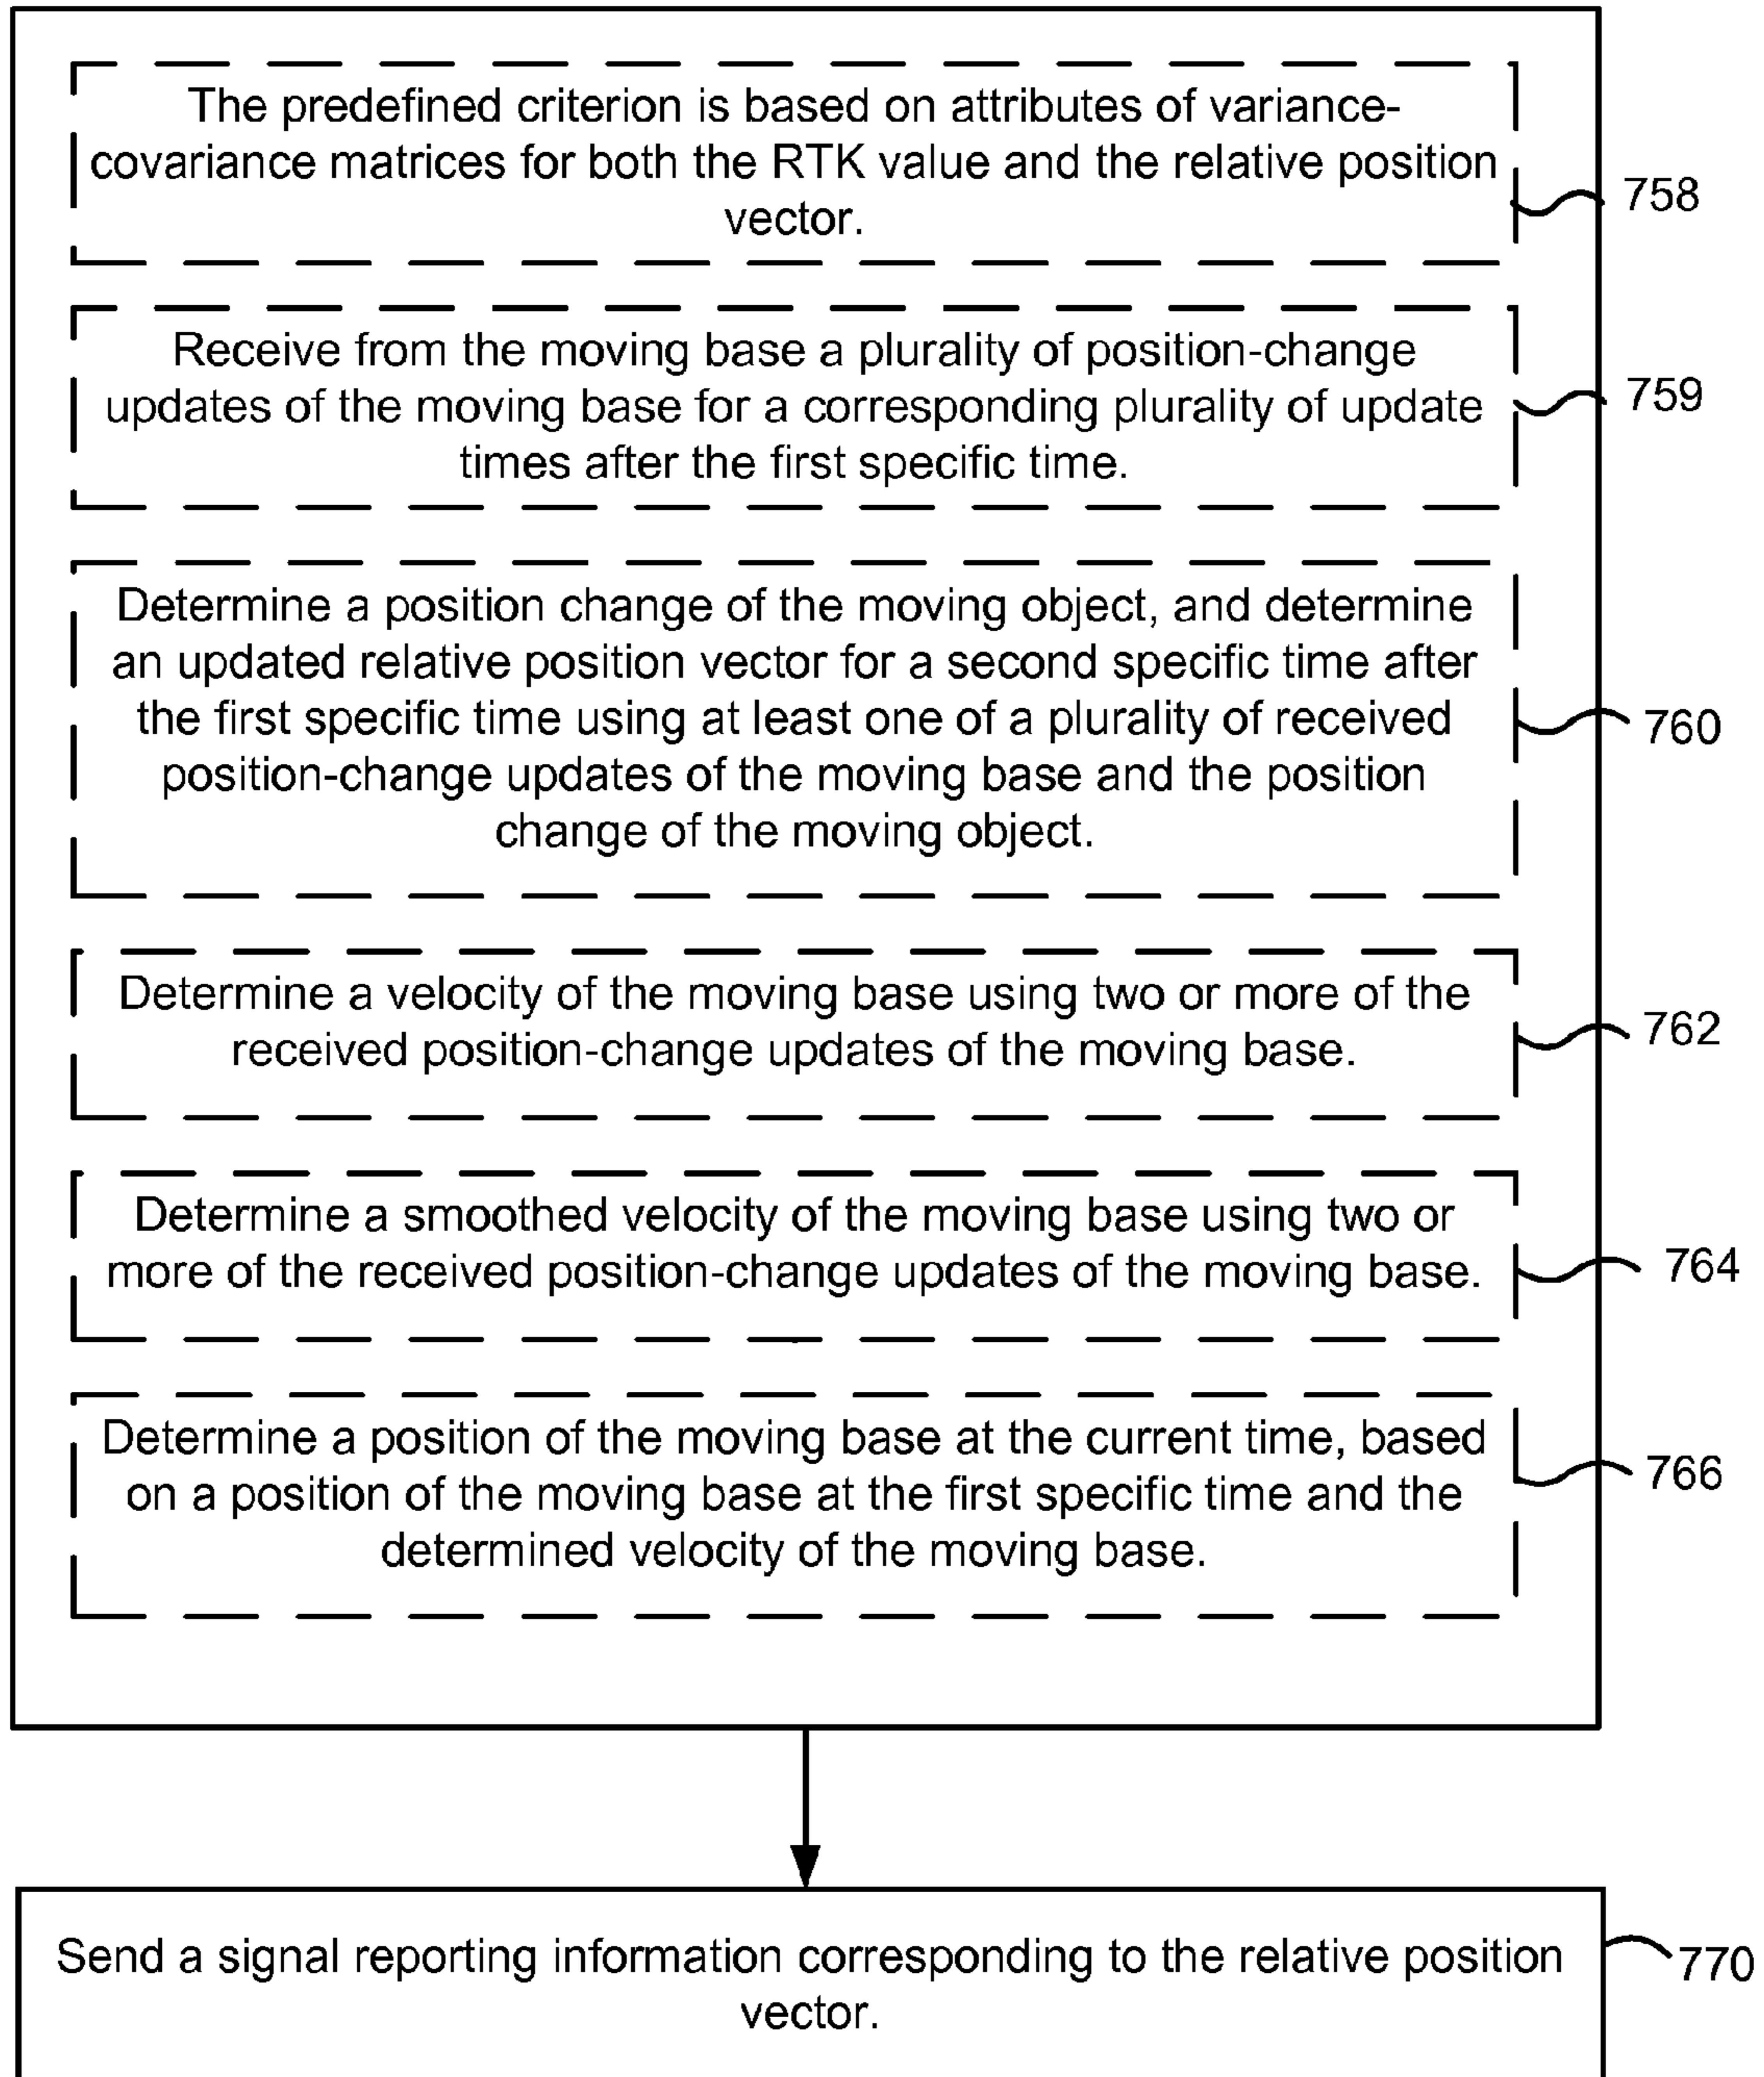 The predefined criterion is based on attributes of variance-
covariance matrices for both the RTK value and the relative position
vector.
758
Receive from the moving base a plurality of position-change
updates of the moving base for a corresponding plurality of update
times after the first specific time.
759
Determine a position change of the moving object, and determine
an updated relative position vector for a second specific time after
the first specific time using at least one of a plurality of received
position-change updates of the moving base and the position
change of the moving object.
760
Determine a velocity of the moving base using two or more of the
received position-change updates of the moving base.
762
Determine a smoothed velocity of the moving base using two or
more of the received position-change updates of the moving base.
764
Determine a position of the moving base at the current time, based
on a position of the moving base at the first specific time and the
determined velocity of the moving base.
766
Send a signal reporting information corresponding to the relative position
vector.
770